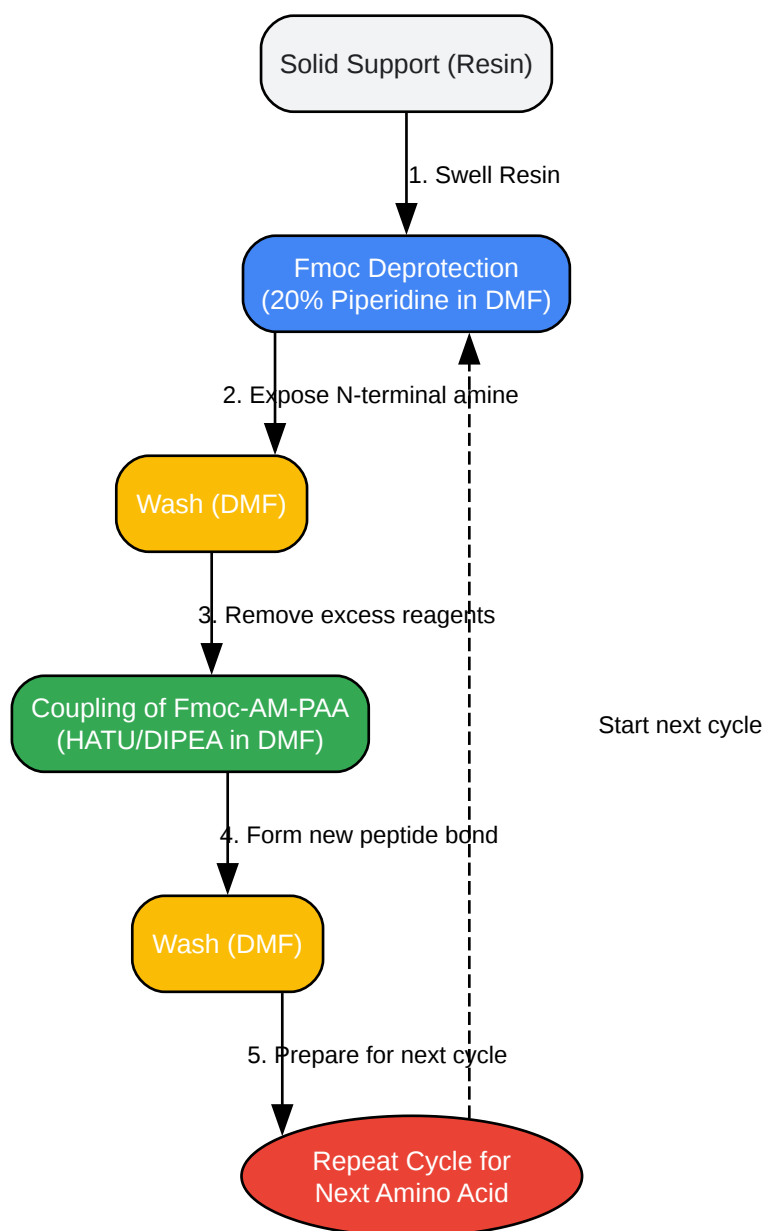 Solid Support (Resin)
1. Swell Resin
Fmoc Deprotection
(20% Piperidine in DMF)
2. Expose N-terminal amine
Wash (DMF)
3. Remove excess reagents
Coupling of Fmoc-AM-PAA
(HATU/DIPEA in DMF)
Start next cycle
4. Form new peptide bond
Wash (DMF)
5. Prepare for next cycle
Repeat Cycle for
Next Amino Acid